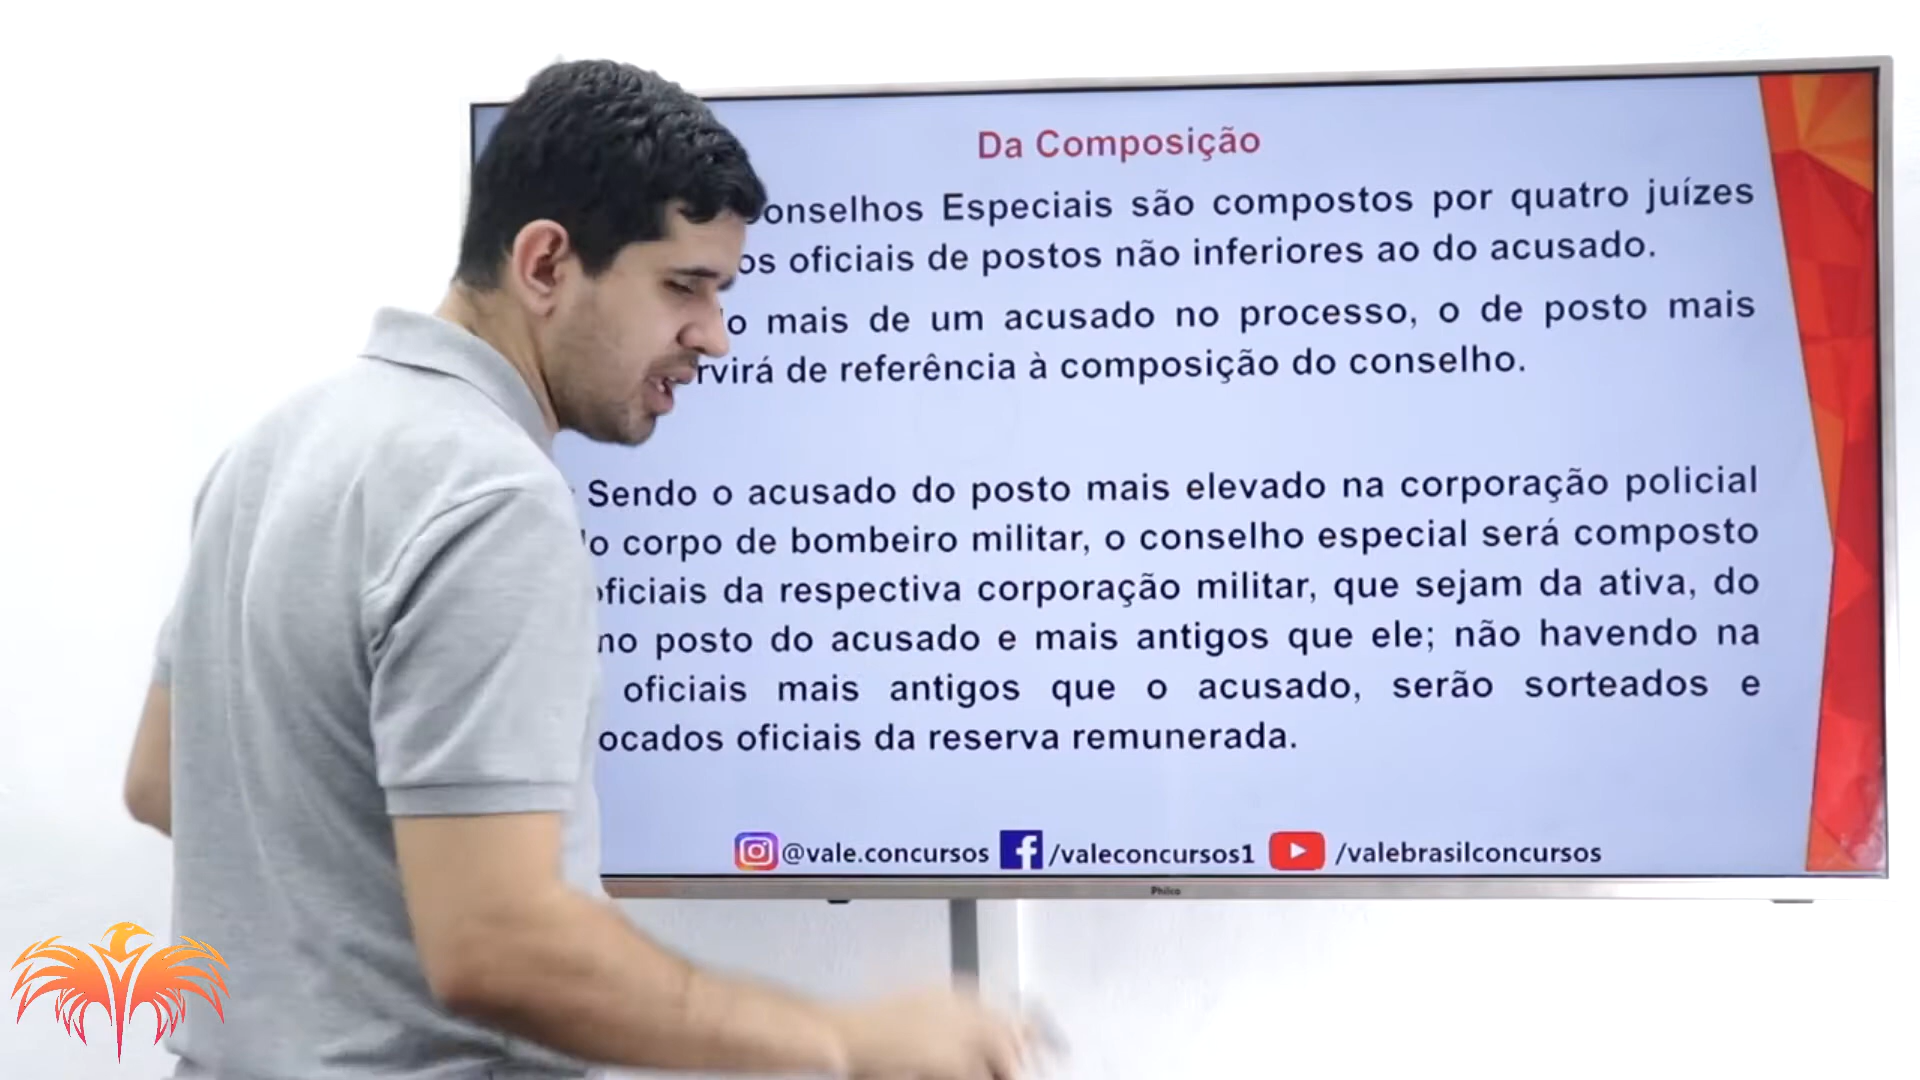 Da Composição
onselhos Especiais são compostos por quatro juízes
os oficiais de postos não inferiores ao do acusado.
o mais de um acusado no processo, o de posto mais
rvirá de referência à composição do conselho.
Sendo o acusado do posto mais elevado na corporação policial
o corpo de bombeiro militar, o conselho especial será composto
ficiais da respectiva corporação militar, que sejam da ativa, do
no posto do acusado e mais antigos que ele; não havendo na
oficiais mais antigos que o acusado, serão sorteados e
ocados oficiais da reserva remunerada.
@vale.concursos /valeconcursos1 /valebrasilconcursos
Philco